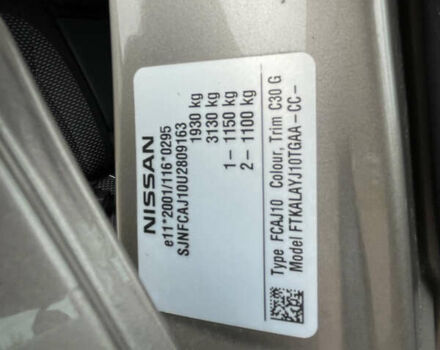 NISSAN
e11*2001/116*0295
SJNFCAJ10U2809163
1930 kg
3130 kg
1 – 1150 kg
2 – 1100 kg
Type FCAJ10 Colour, Trim C30 G
Model FTKALAYJ10TGAA – CC –